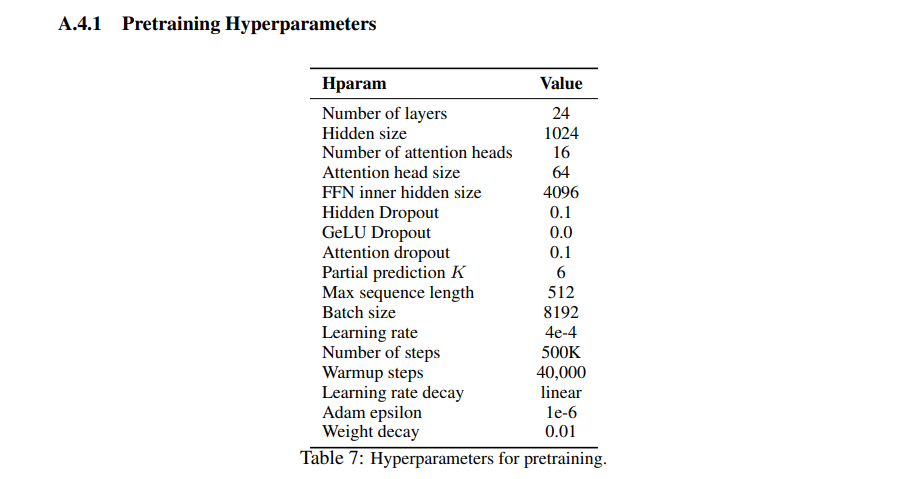 A.4.1 Pretraining Hyperparameters
Hparam Value
Number of layers 24
Hidden size 1024
Number of attention heads 16
Attention head size 64
FFN inner hidden size 4096
Hidden Dropout 0.1
GeLU Dropout 0.0
Attention dropout 0.1
Partial prediction K 6
Max sequence length 512
Batch size 8192
Learning rate 4e-4
Number of steps 500K
Warmup steps 40,000
Learning rate decay linear
Adam epsilon 1e-6
Weight decay 0.01
Table 7: Hyperparameters for pretraining.